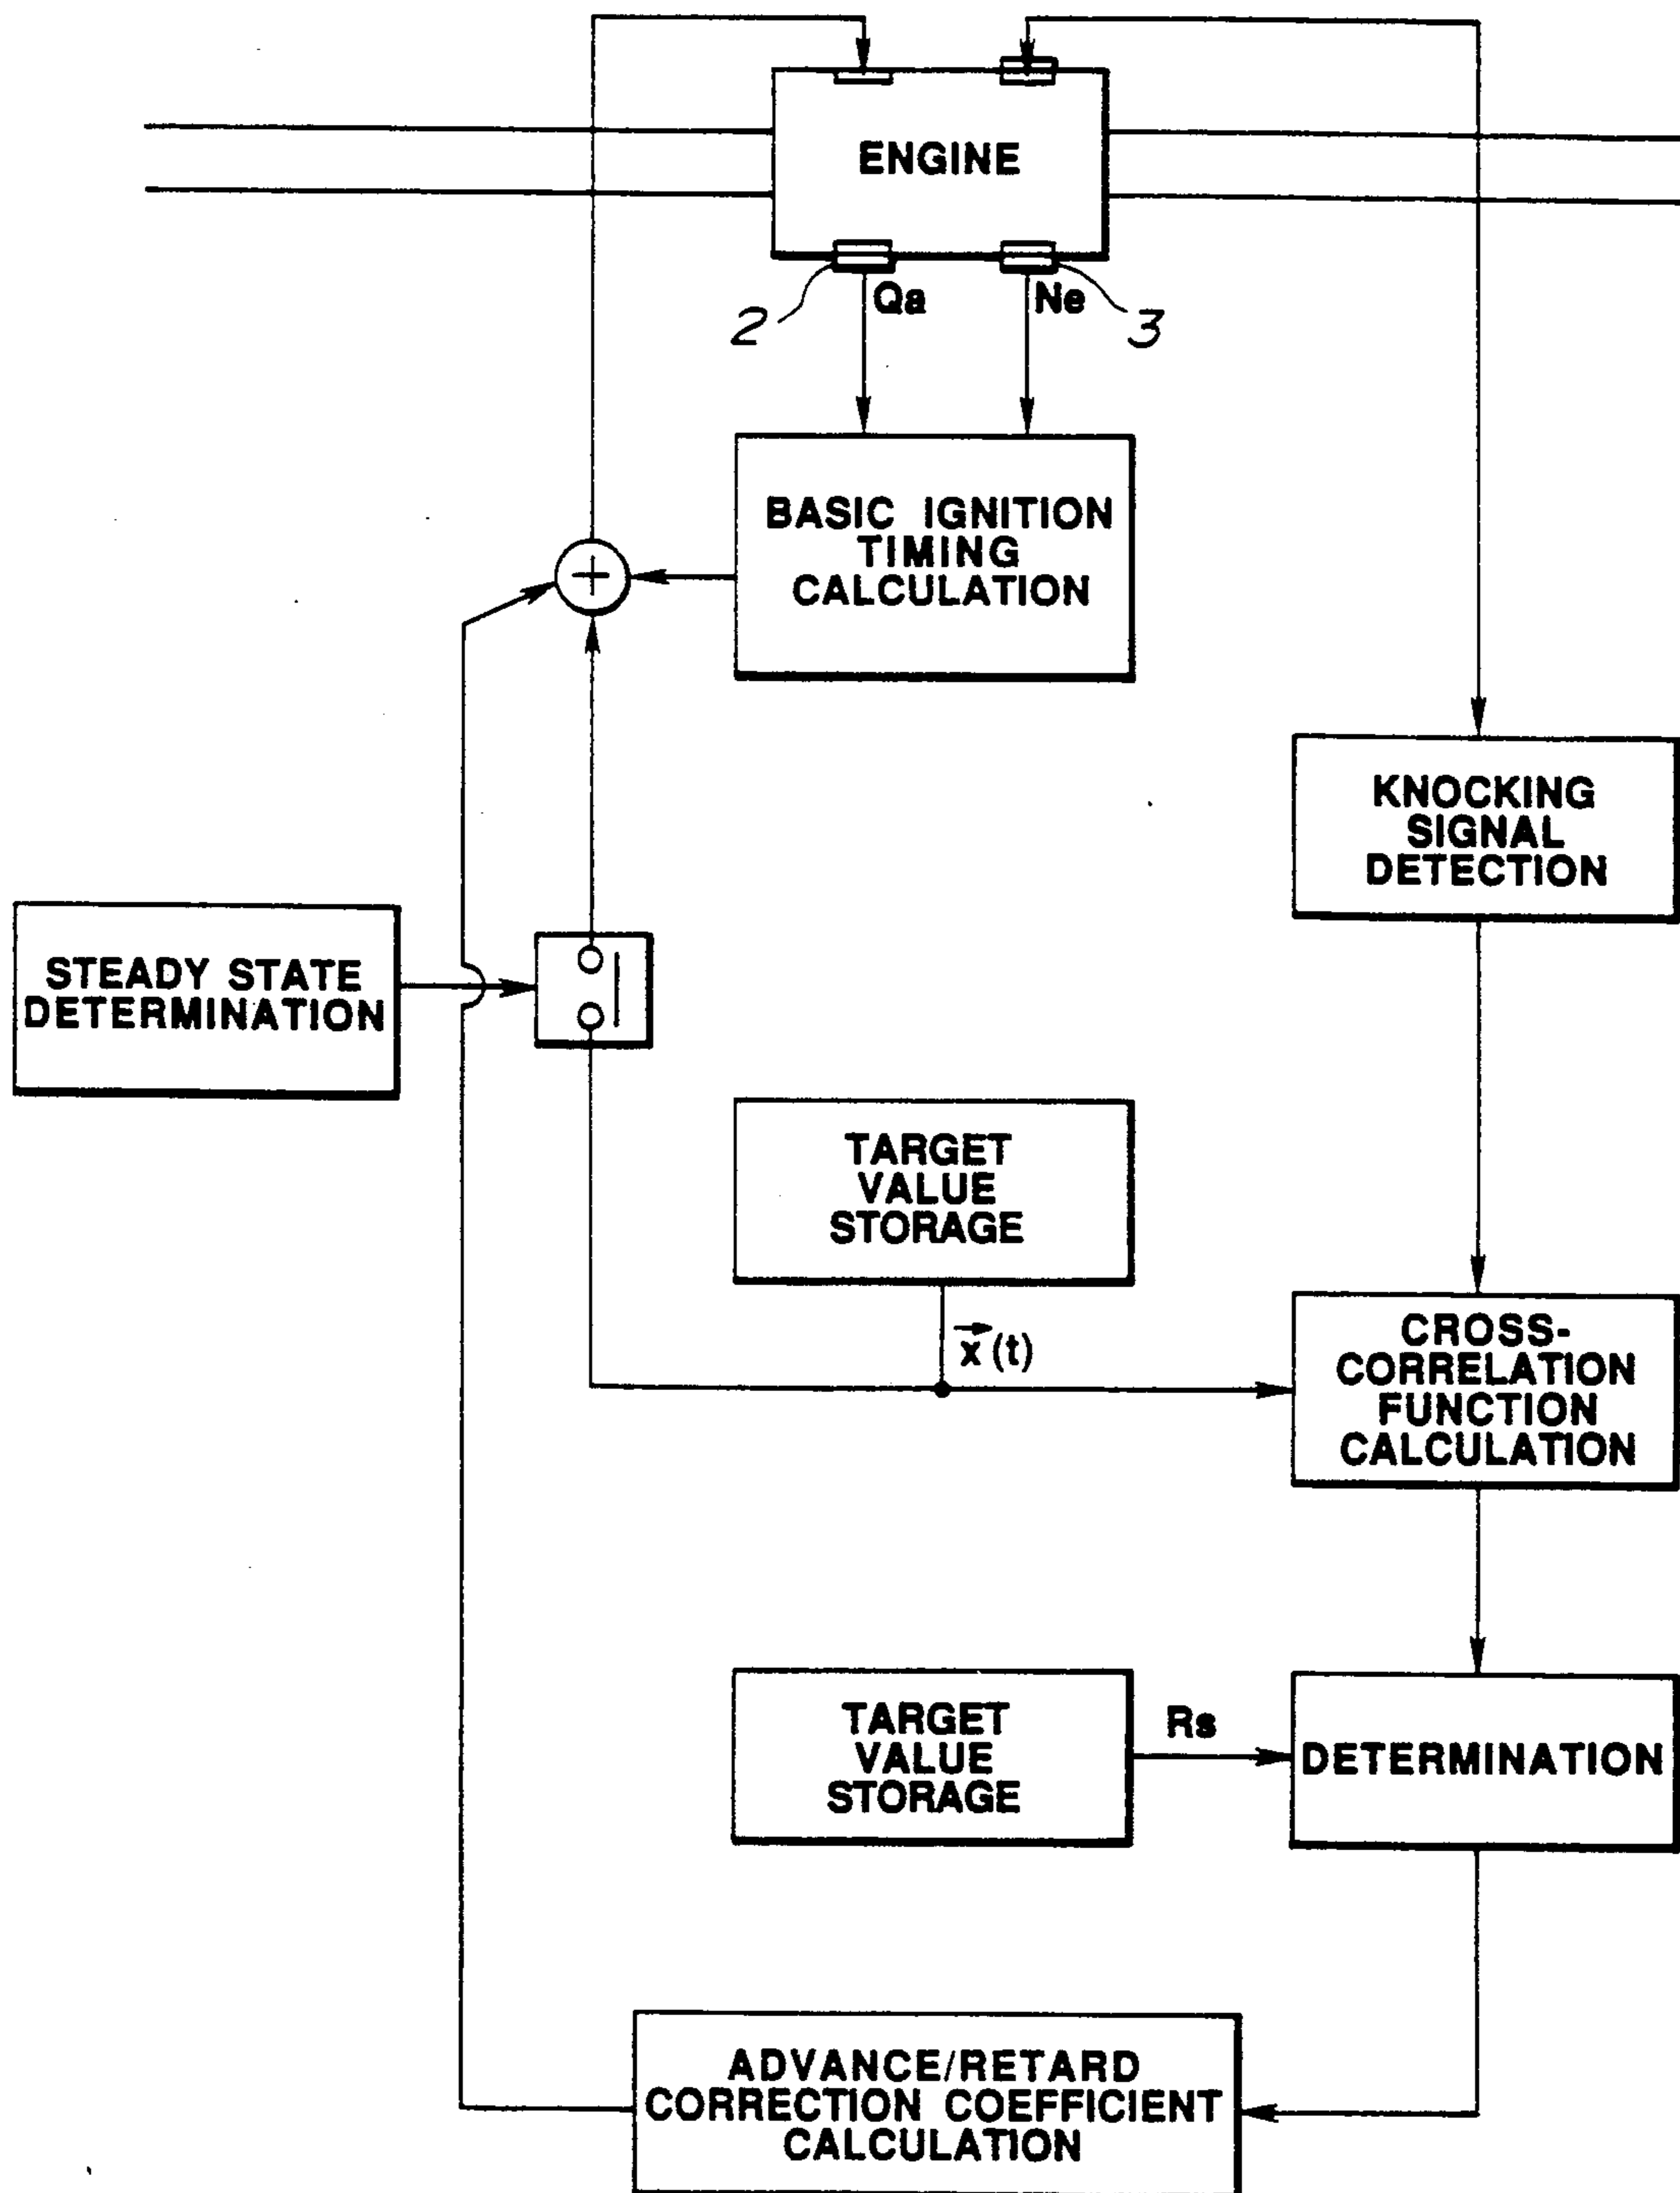 ENGINE
2
Qa
Ne
3
BASIC IGNITION
TIMING
CALCULATION
+
KNOCKING
SIGNAL
DETECTION
STEADY STATE
DETERMINATION
TARGET
VALUE
STORAGE
x⃗(t)
CROSS-
CORRELATION
FUNCTION
CALCULATION
TARGET
VALUE
STORAGE
Rs
DETERMINATION
ADVANCE/RETARD
CORRECTION COEFFICIENT
CALCULATION